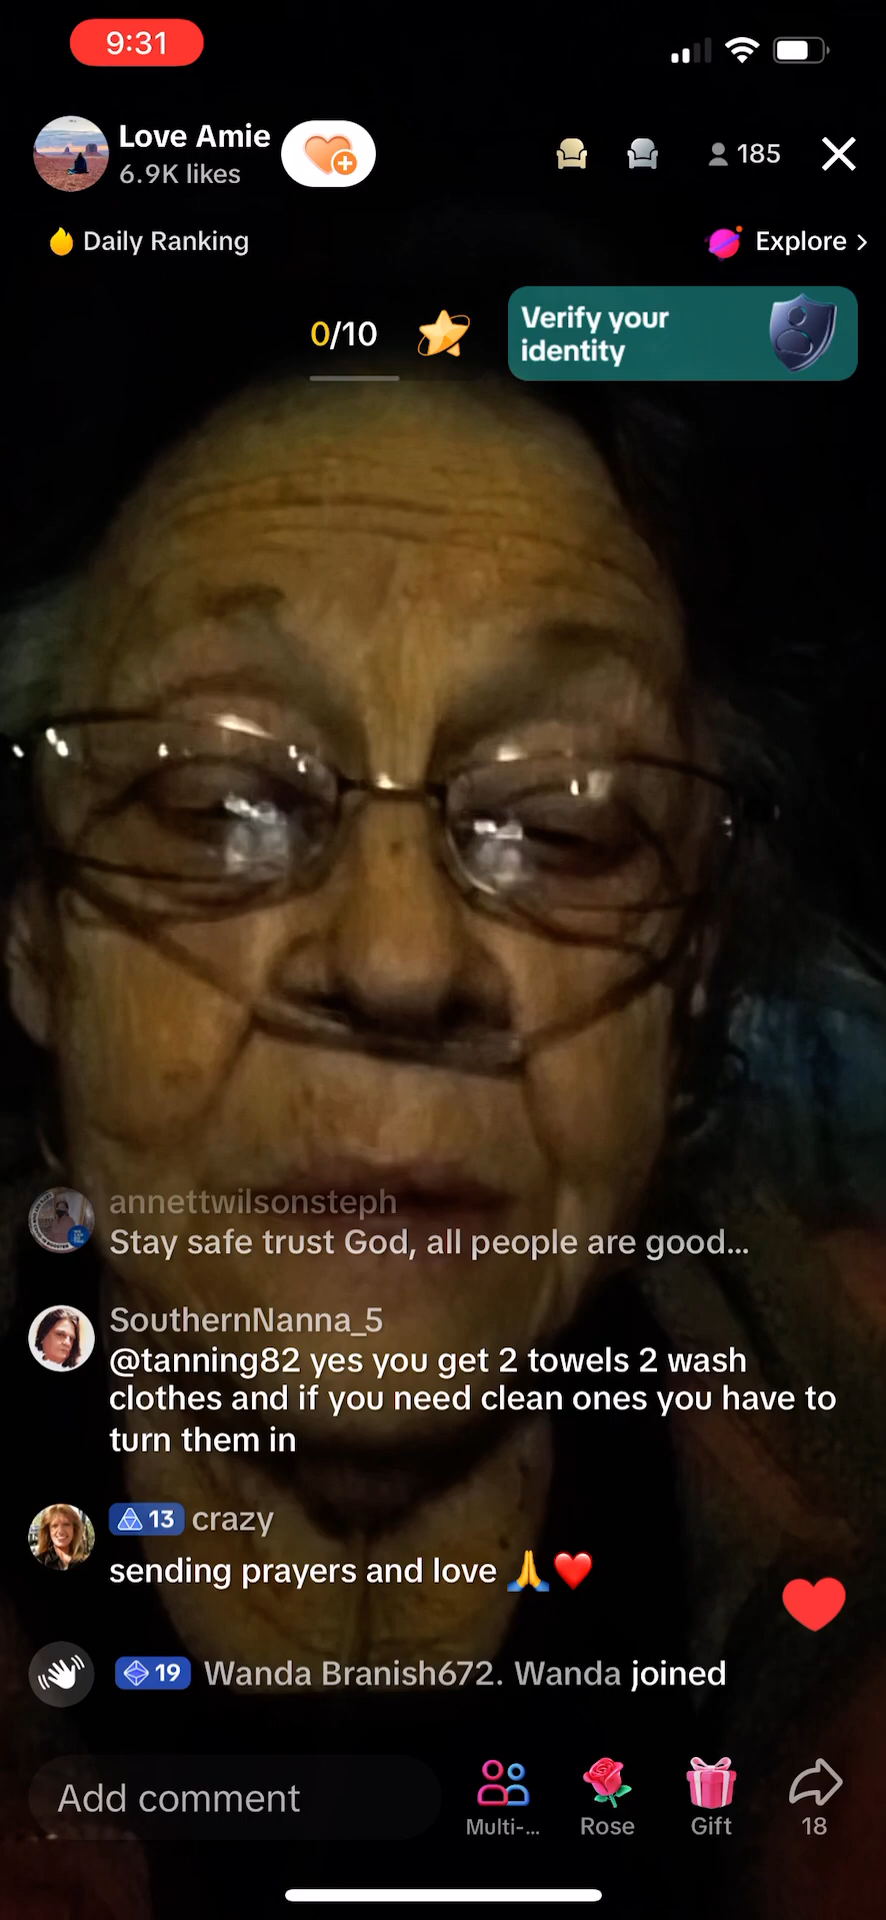 9:31
Love Amie
6.9K likes
185
Daily Ranking
Explore >
0/10
Verify your
identity
annettwilsonsteph
Stay safe trust God, all people are good...
SouthernNanna_5
@tanning82 yes you get 2 towels 2 wash
clothes and if you need clean ones you have to
turn them in
13 crazy
sending prayers and love 🙏❤️
19 Wanda Branish672. Wanda joined
Add comment
Multi-...
Rose
Gift
18